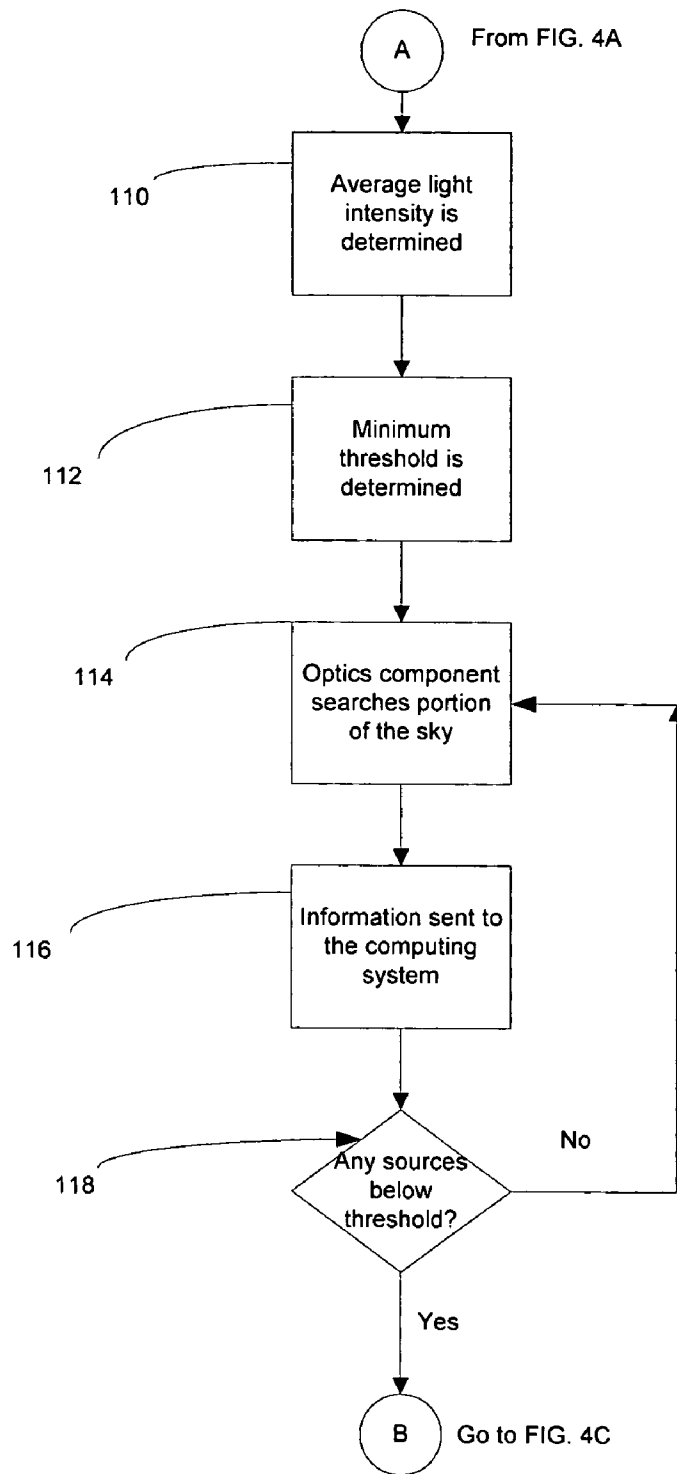 A
From FIG. 4A
110
Average light
intensity is
determined
112
Minimum
threshold is
determined
114
Optics component
searches portion
of the sky
116
Information sent to
the computing
system
118
Any sources
below
threshold?
No
Yes
B
Go to FIG. 4C